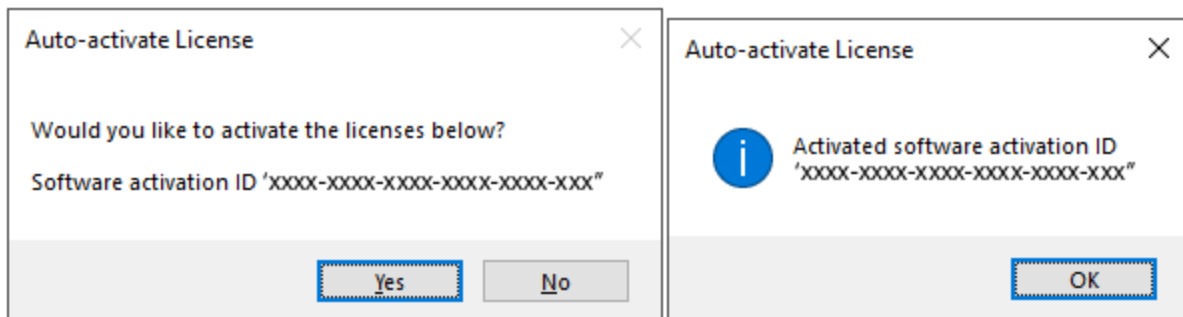 Auto-activate License
Would you like to activate the licenses below?
Software activation ID ‘xxxx-xxxx-xxxx-xxxx-xxxx-xxx”
Yes
No
Auto-activate License
i
Activated software activation ID
‘xxxx-xxxx-xxxx-xxxx-xxxx-xxx”
OK